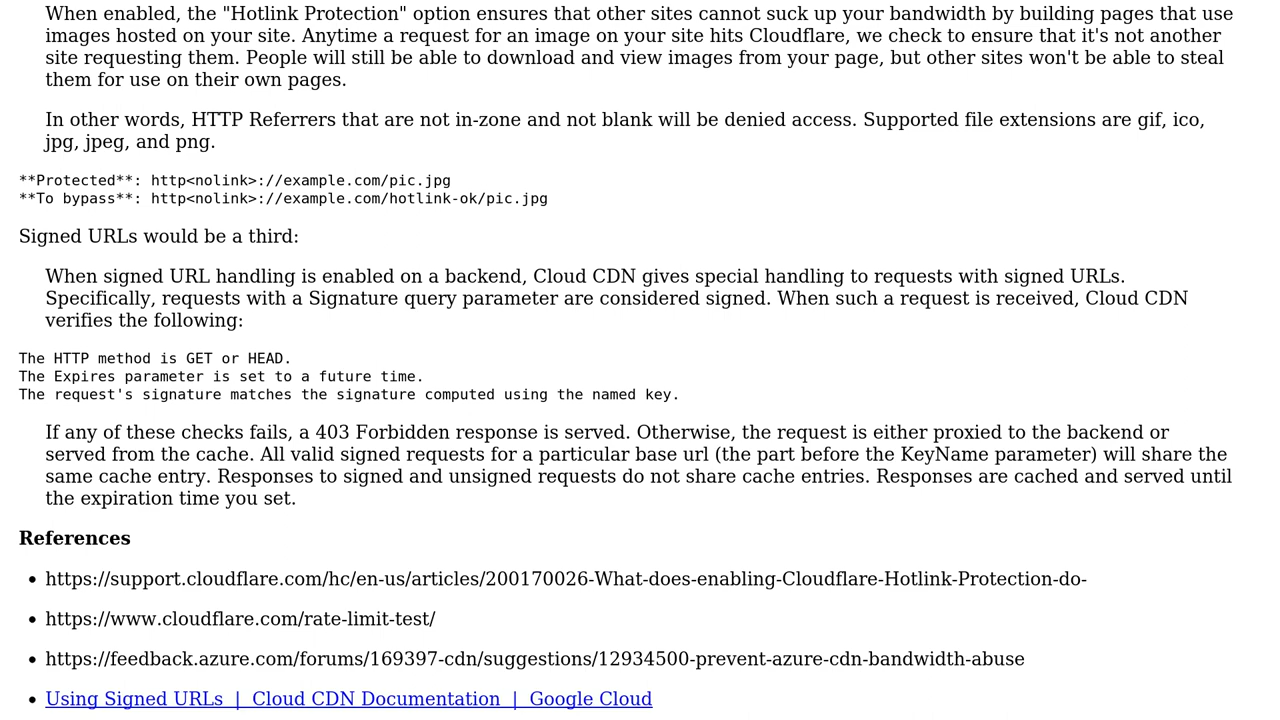 When enabled, the "Hotlink Protection" option ensures that other sites cannot suck up your bandwidth by building pages that use
images hosted on your site. Anytime a request for an image on your site hits Cloudflare, we check to ensure that it's not another
site requesting them. People will still be able to download and view images from your page, but other sites won't be able to steal
them for use on their own pages.
In other words, HTTP Referrers that are not in-zone and not blank will be denied access. Supported file extensions are gif, ico,
jpg, jpeg, and png.
**Protected**: http<nolink>://example.com/pic.jpg
**To bypass**: http<nolink>://example.com/hotlink-ok/pic.jpg
Signed URLs would be a third:
When signed URL handling is enabled on a backend, Cloud CDN gives special handling to requests with signed URLs.
Specifically, requests with a Signature query parameter are considered signed. When such a request is received, Cloud CDN
verifies the following:
The HTTP method is GET or HEAD.
The Expires parameter is set to a future time.
The request's signature matches the signature computed using the named key.
If any of these checks fails, a 403 Forbidden response is served. Otherwise, the request is either proxied to the backend or
served from the cache. All valid signed requests for a particular base url (the part before the KeyName parameter) will share the
same cache entry. Responses to signed and unsigned requests do not share cache entries. Responses are cached and served until
the expiration time you set.
References
• https://support.cloudflare.com/hc/en-us/articles/200170026-What-does-enabling-Cloudflare-Hotlink-Protection-do-
• https://www.cloudflare.com/rate-limit-test/
• https://feedback.azure.com/forums/169397-cdn/suggestions/12934500-prevent-azure-cdn-bandwidth-abuse
• Using Signed URLs | Cloud CDN Documentation | Google Cloud